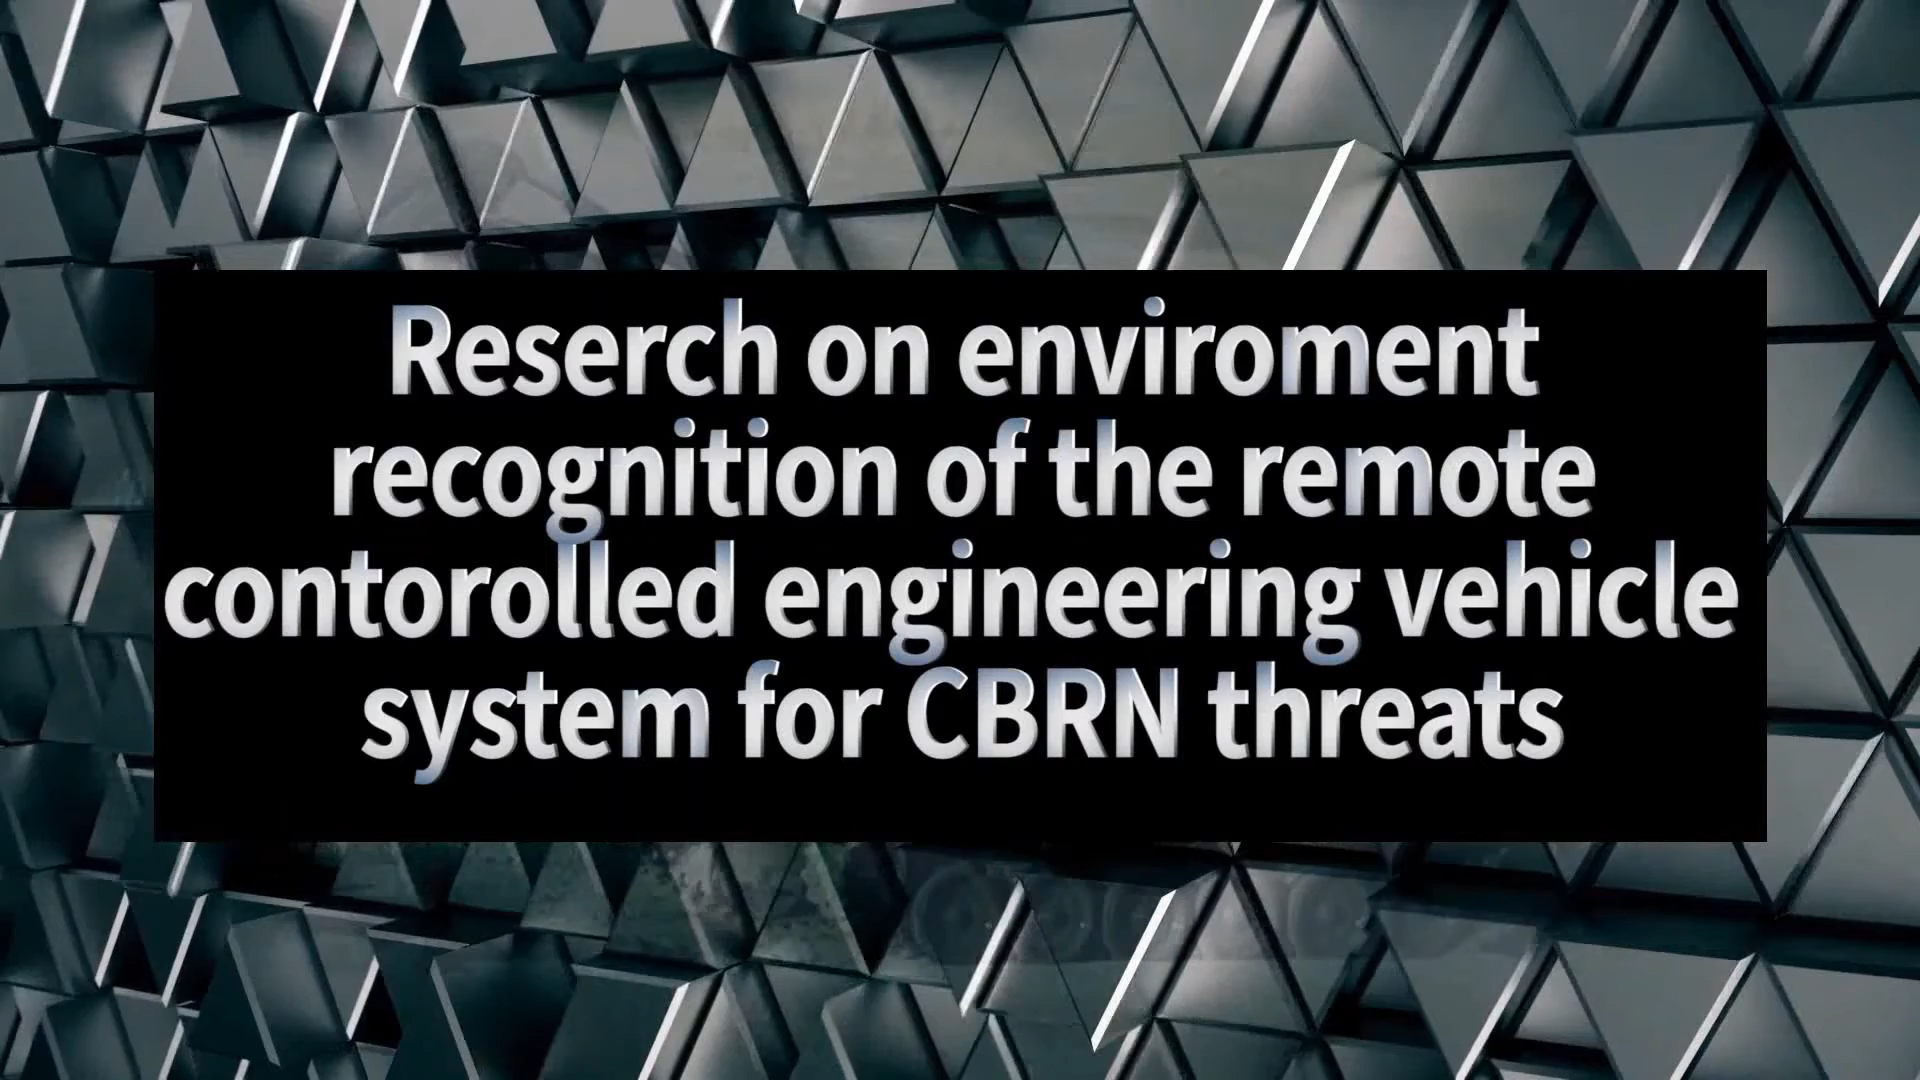 Reserch on enviroment
recognition of the remote
contorolled engineering vehicle
system for CBRN threats